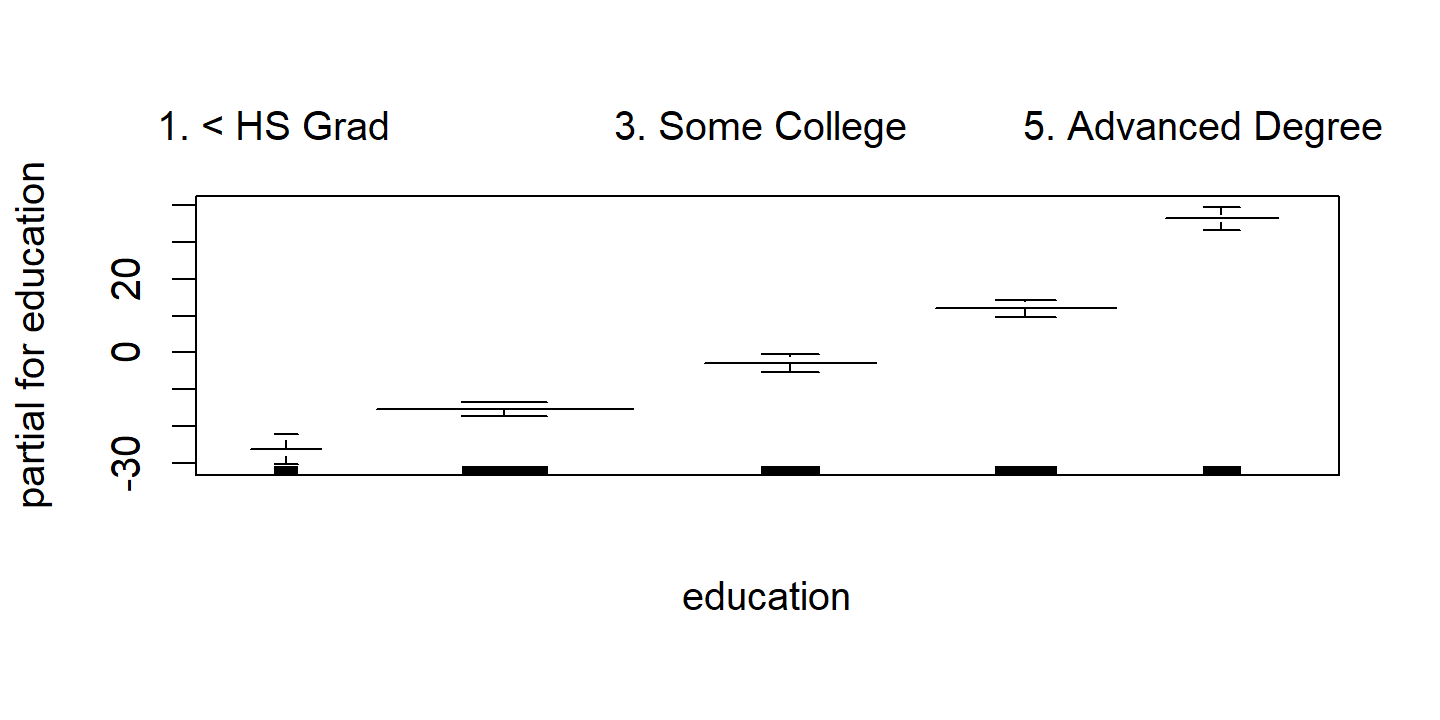 1. < HS Grad
3. Some College
5. Advanced Degree
partial for education
20
0
-30
education